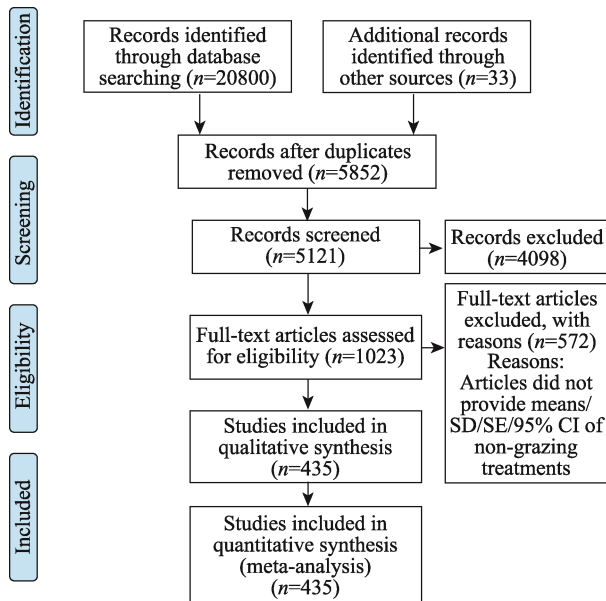 Identification
Records identified
through database
searching (n=20800)
Additional records
identified through
other sources (n=33)
Records after duplicates
removed (n=5852)
Screening
Records screened
(n=5121)
Records excluded
(n=4098)
Eligibility
Full-text articles assessed
for eligibility (n=1023)
Full-text articles
excluded, with
reasons (n=572)
Reasons:
Articles did not
provide means/
SD/SE/95% CI of
non-grazing
treatments
Studies included in
qualitative synthesis
(n=435)
Included
Studies included in
quantitative synthesis
(meta-analysis)
(n=435)